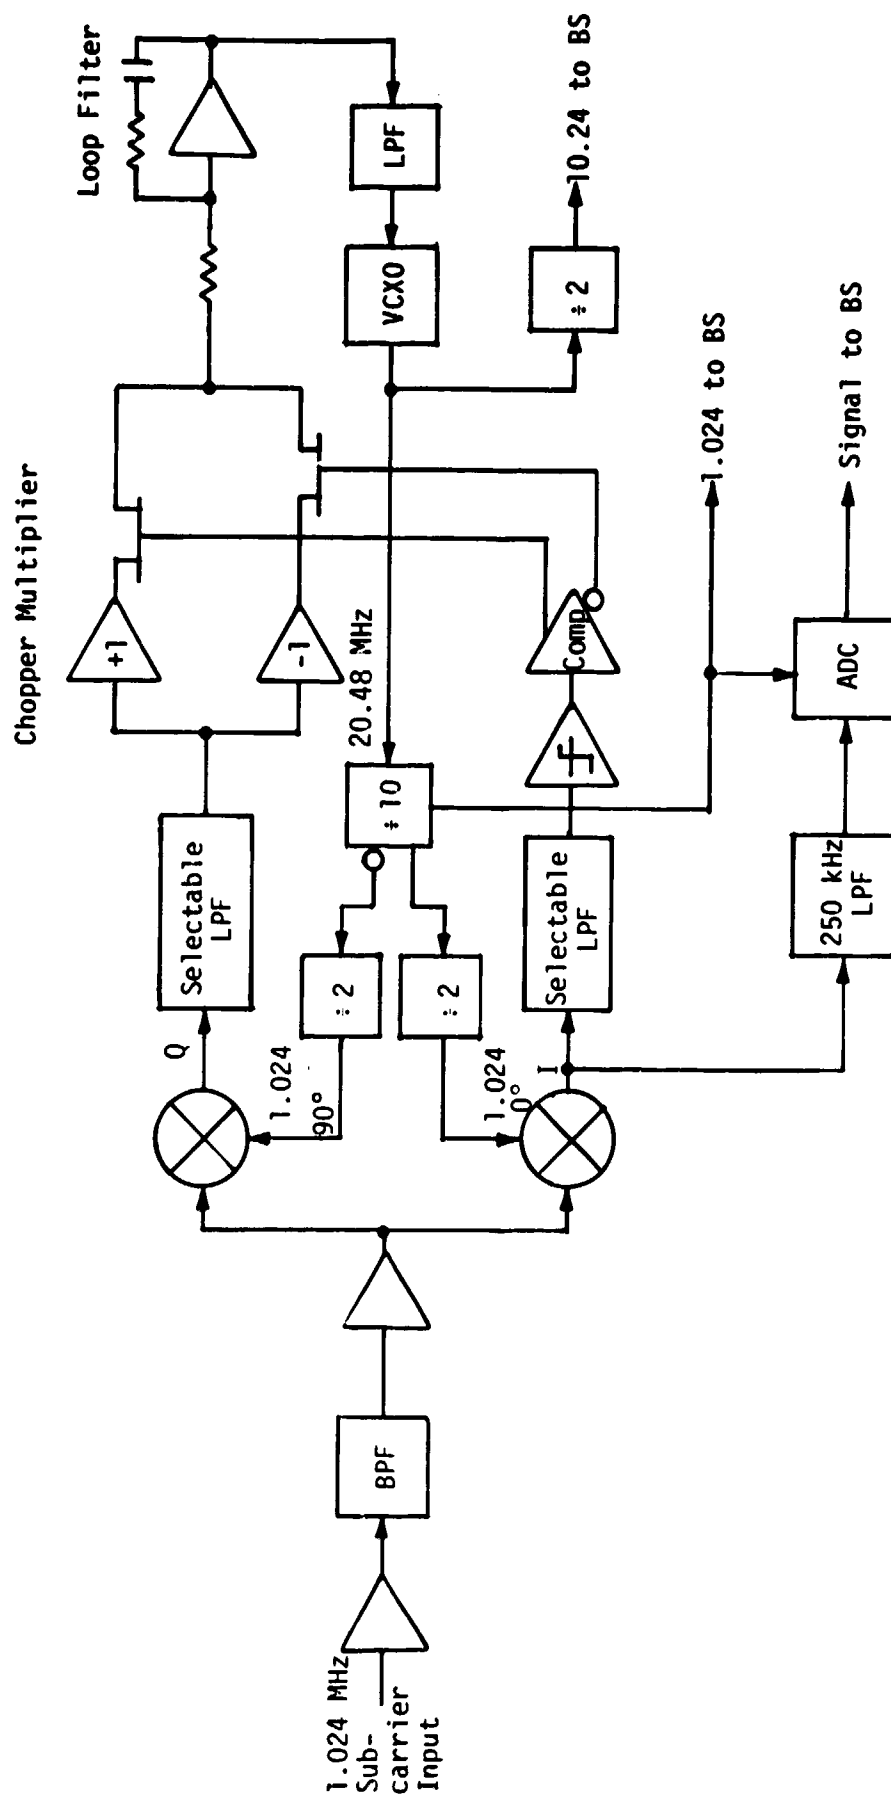 1.024 MHz
Sub-
carrier
Input
BPF
Q
1.024
90°
1.024
0°
I
Selectable
LPF
÷ 2
÷ 2
Selectable
LPF
250 kHz
LPF
÷ 10
20.48 MHz
Chopper Multiplier
+1
-1
Comp
ADC
VCXO
LPF
÷ 2
Loop Filter
10.24 to BS
1.024 to BS
Signal to BS